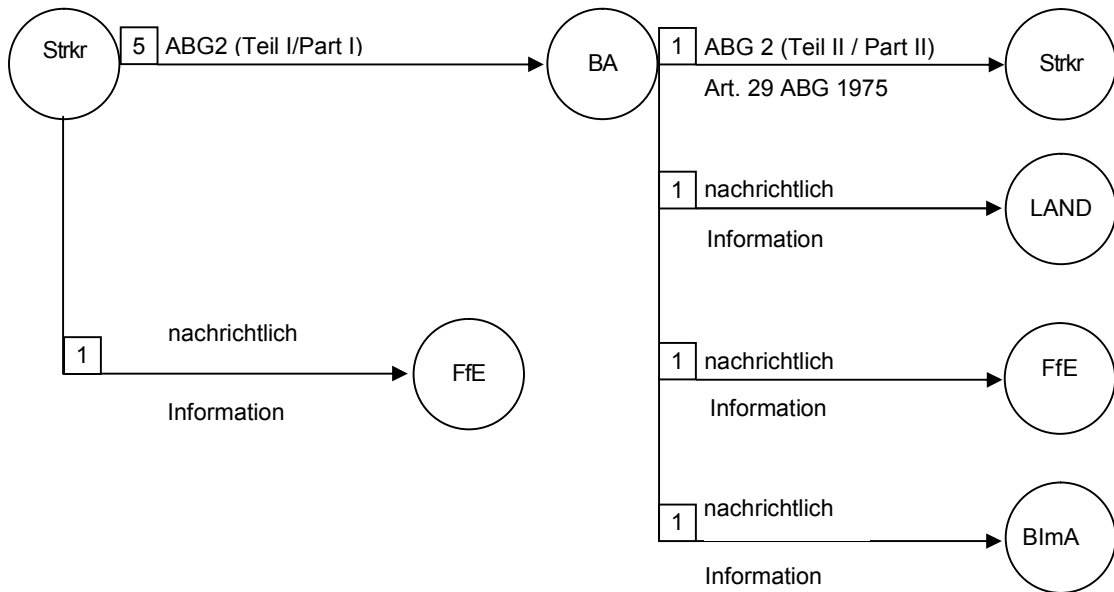 Strkr
5
ABG2 (Teil I/Part I)
BA
1
ABG 2 (Teil II / Part II)
Art. 29 ABG 1975
Strkr
1
nachrichtlich
Information
LAND
1
nachrichtlich
Information
FfE
1
nachrichtlich
Information
FfE
1
nachrichtlich
Information
BImA